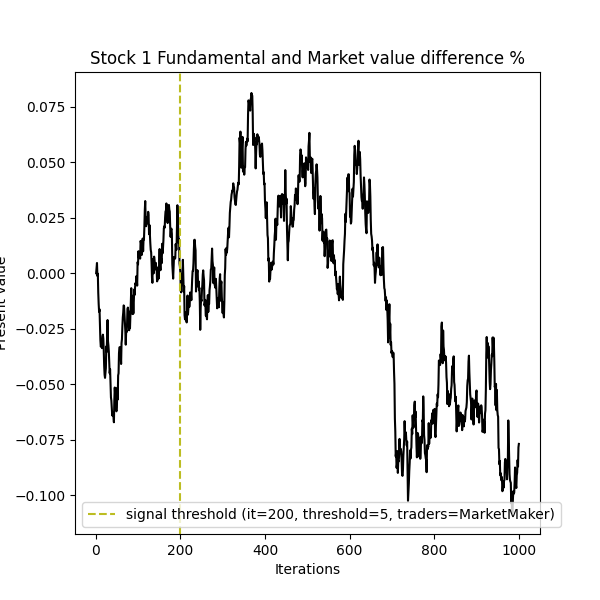 Stock 1 Fundamental and Market value difference %
0.075
0.050
0.025
0.000
−0.025
−0.050
−0.075
−0.100
Present Value
signal threshold (it=200, threshold=5, traders=MarketMaker)
0 200 400 600 800 1000
Iterations